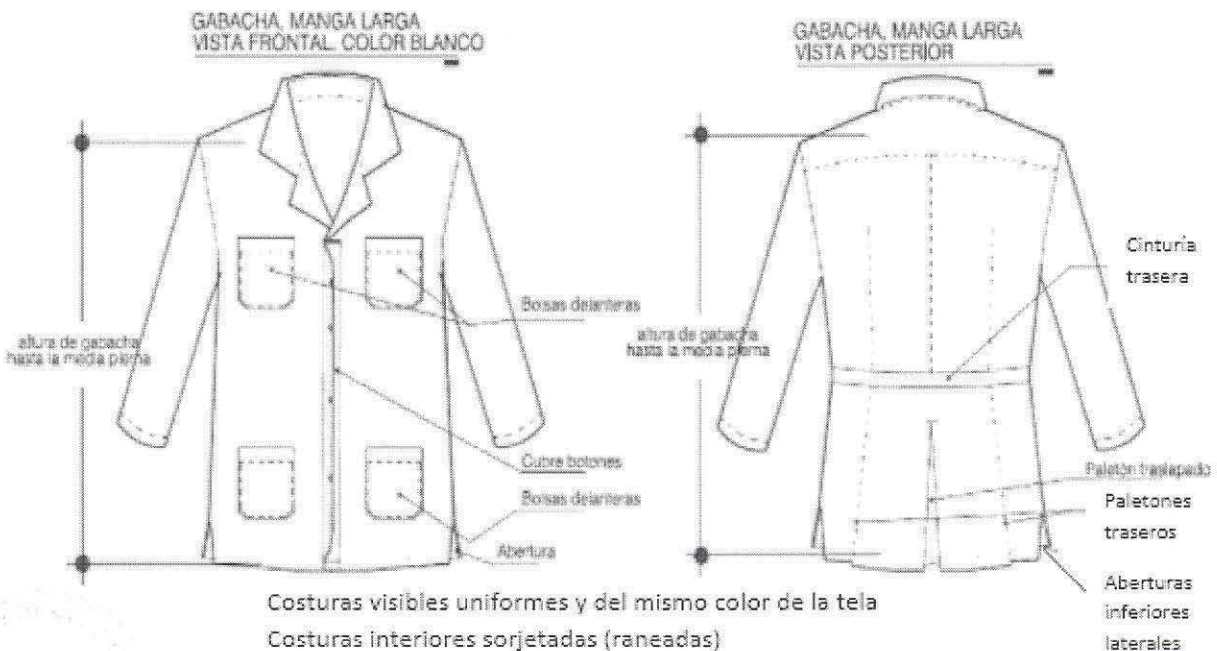 GABACHA, MANGA LARGA
VISTA FRONTAL. COLOR BLANCO
altura de gabacha
hasta la media pierna
Bolsas delanteras
Cubre botones
Bolsas delanteras
Abertura
GABACHA, MANGA LARGA
VISTA POSTERIOR
altura de gabacha
hasta la media pierna
Cinturía
trasera
Paletón traslapado
Paletones
traseros
Aberturas
inferiores
laterales
Costuras visibles uniformes y del mismo color de la tela
Costuras interiores sorjetadas (raneadas)